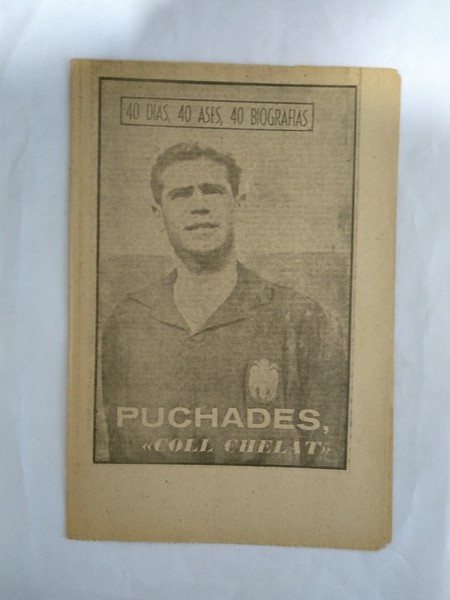 40 DIAS, 40 ASES, 40 BIOGRAFIAS
PUCHADES,
«COLL CHELAT»